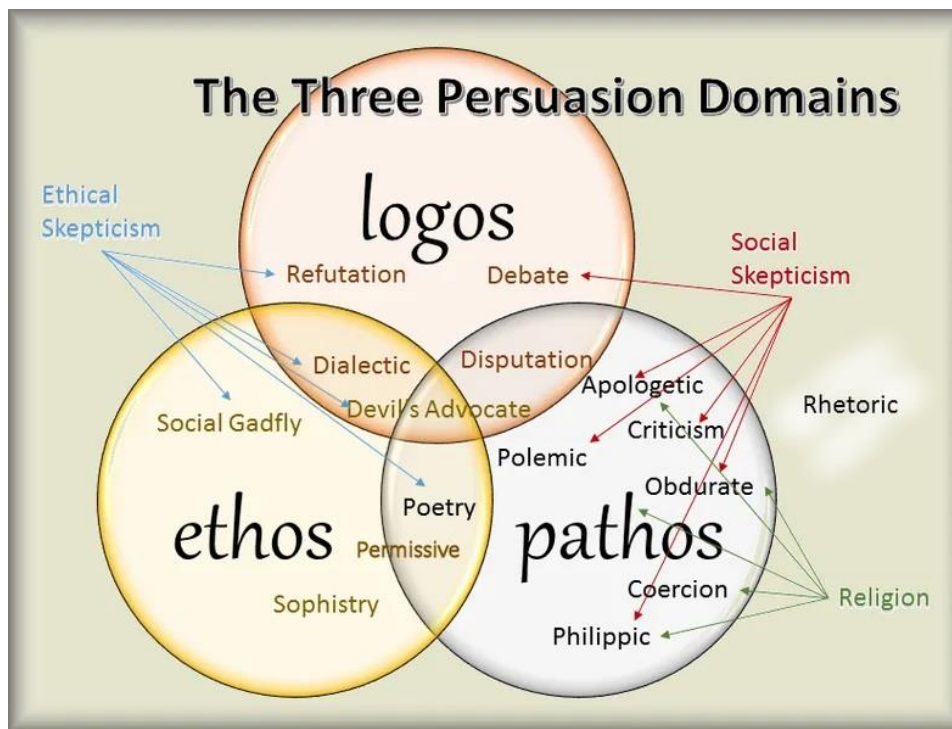 The Three Persuasion Domains
Ethical
Skepticism
logos
Social
Skepticism
Refutation
Debate
Dialectic
Disputation
Apologetic
Devil's Advocate
Social Gadfly
Criticism
Rhetoric
Polemic
Obdurate
Poetry
ethos
pathos
Permissive
Coercion
Religion
Sophistry
Philippic